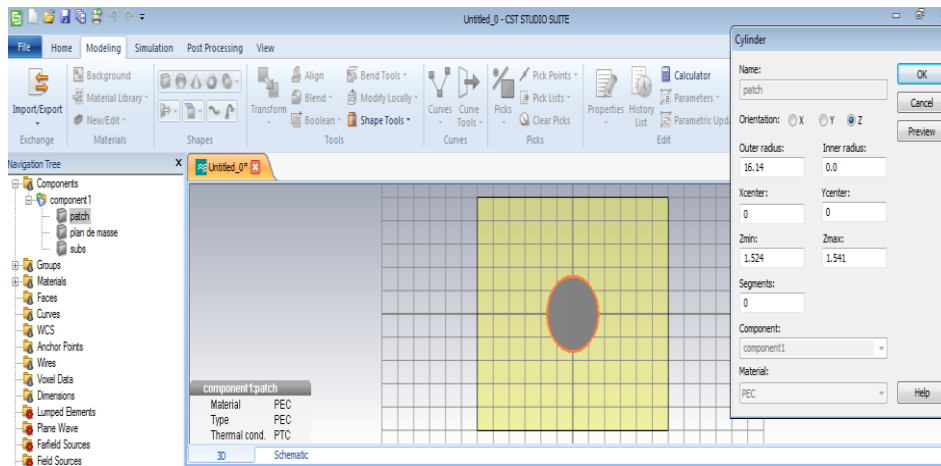 Untitled_0 - CST STUDIO SUITE
File Home Modeling Simulation Post Processing View
Import/Export
Exchange
Background
Material Library
New/Edit
Materials
Shapes
Transform
Align
Blend
Boolean
Bend Tools
Modify Locally
Shape Tools
Tools
Curves
Curve Tools
Curves
Picks
Pick Points
Pick Lists
Clear Picks
Picks
Properties
History List
Calculator
Parameters
Parametric Upd
Edit
Navigation Tree X
Untitled_0*
Components
component1
patch
plan de masse
subs
Groups
Materials
Faces
Curves
WCS
Anchor Points
Wires
Voxel Data
Dimensions
Lumped Elements
Plane Wave
Farfield Sources
Field Sources
component1:patch
Material PEC
Type PEC
Thermal cond. PTC
3D Schematic
Cylinder
Name:
patch
OK
Cancel
Preview
Orientation: X Y Z
Outer radius: Inner radius:
16.14 0.0
Xcenter: Ycenter:
0 0
Zmin: Zmax:
1.524 1.541
Segments:
0
Component:
component1
Material:
PEC
Help